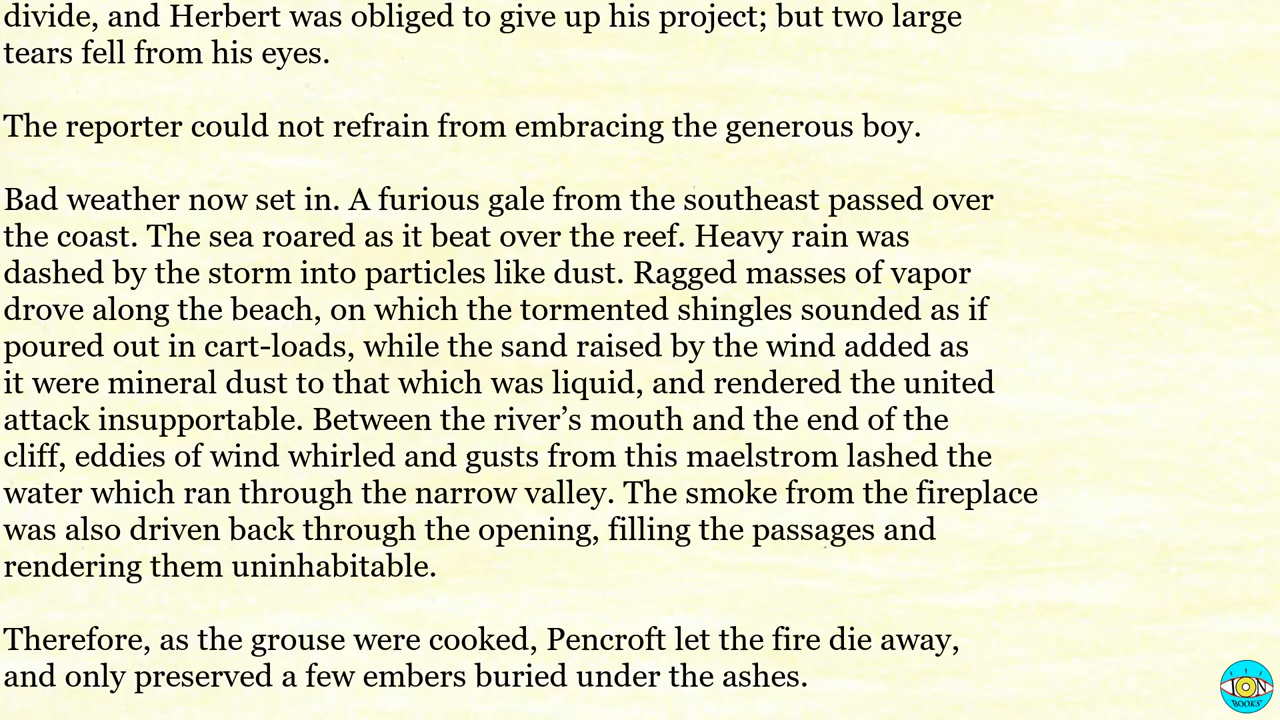 divide, and Herbert was obliged to give up his project; but two large
tears fell from his eyes.
The reporter could not refrain from embracing the generous boy.
Bad weather now set in. A furious gale from the southeast passed over
the coast. The sea roared as it beat over the reef. Heavy rain was
dashed by the storm into particles like dust. Ragged masses of vapor
drove along the beach, on which the tormented shingles sounded as if
poured out in cart-loads, while the sand raised by the wind added as
it were mineral dust to that which was liquid, and rendered the united
attack insupportable. Between the river’s mouth and the end of the
cliff, eddies of wind whirled and gusts from this maelstrom lashed the
water which ran through the narrow valley. The smoke from the fireplace
was also driven back through the opening, filling the passages and
rendering them uninhabitable.
Therefore, as the grouse were cooked, Pencroft let the fire die away,
and only preserved a few embers buried under the ashes.
ION
BOOKS